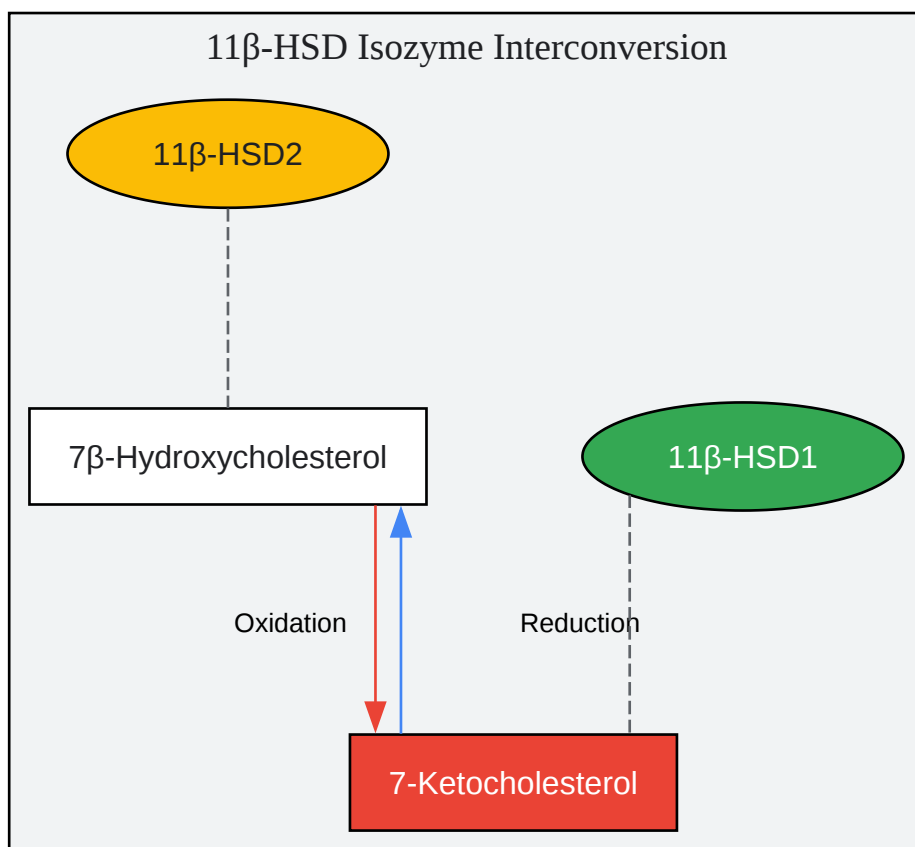 11β-HSD Isozyme Interconversion
11β-HSD2
7β-Hydroxycholesterol
11β-HSD1
Oxidation
Reduction
7-Ketocholesterol